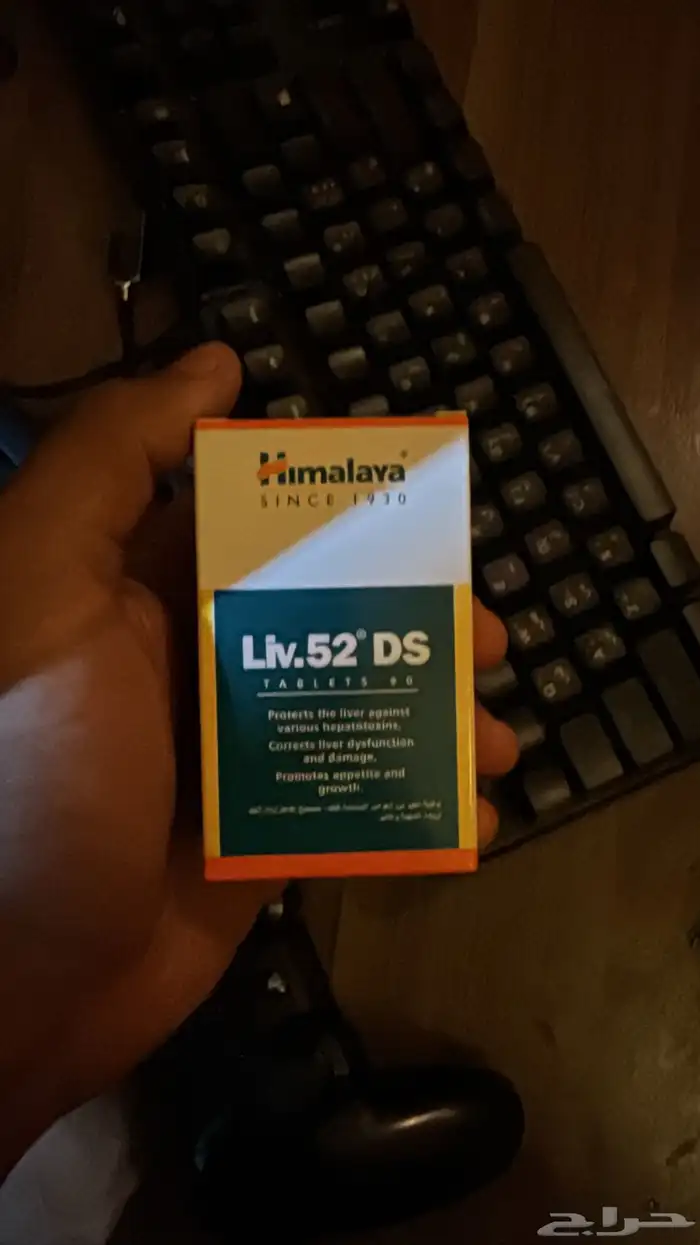 Himalaya
SINCE 1930
Liv.52® DS
TABLETS 90
Protects the liver against
various hepatotoxins.
Corrects liver dysfunction
and damage.
Promotes appetite and
growth.
حراج